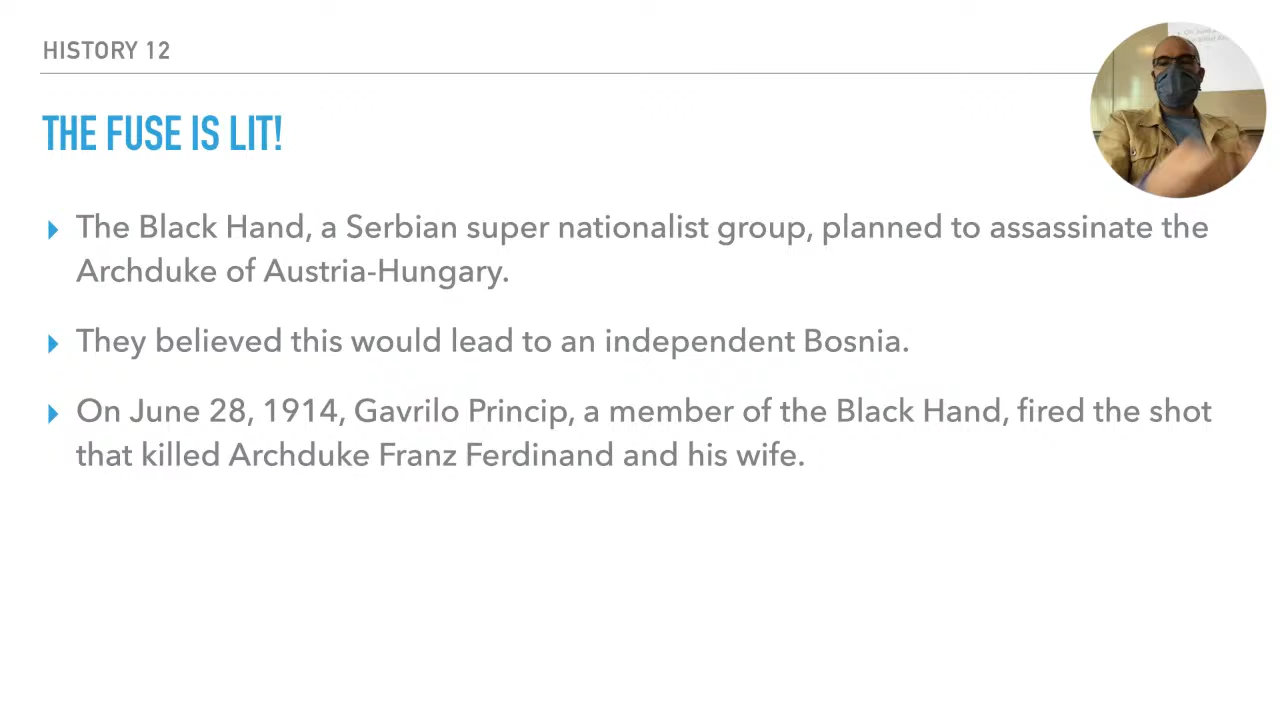 HISTORY 12
THE FUSE IS LIT!
The Black Hand, a Serbian super nationalist group, planned to assassinate the
Archduke of Austria-Hungary.
They believed this would lead to an independent Bosnia.
On June 28, 1914, Gavrilo Princip, a member of the Black Hand, fired the shot
that killed Archduke Franz Ferdinand and his wife.